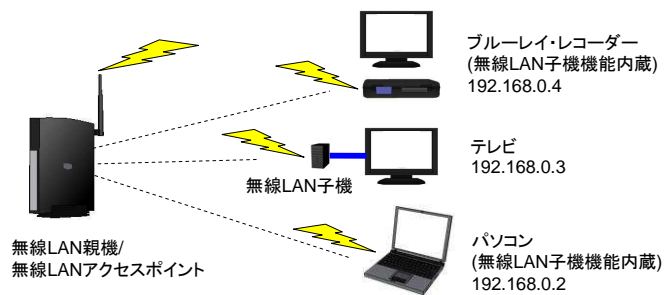 ブルーレイ・レコーダー
(無線LAN子機機能内蔵)
192.168.0.4
テレビ
192.168.0.3
無線LAN子機
無線LAN親機/
無線LANアクセスポイント
パソコン
(無線LAN子機機能内蔵)
192.168.0.2